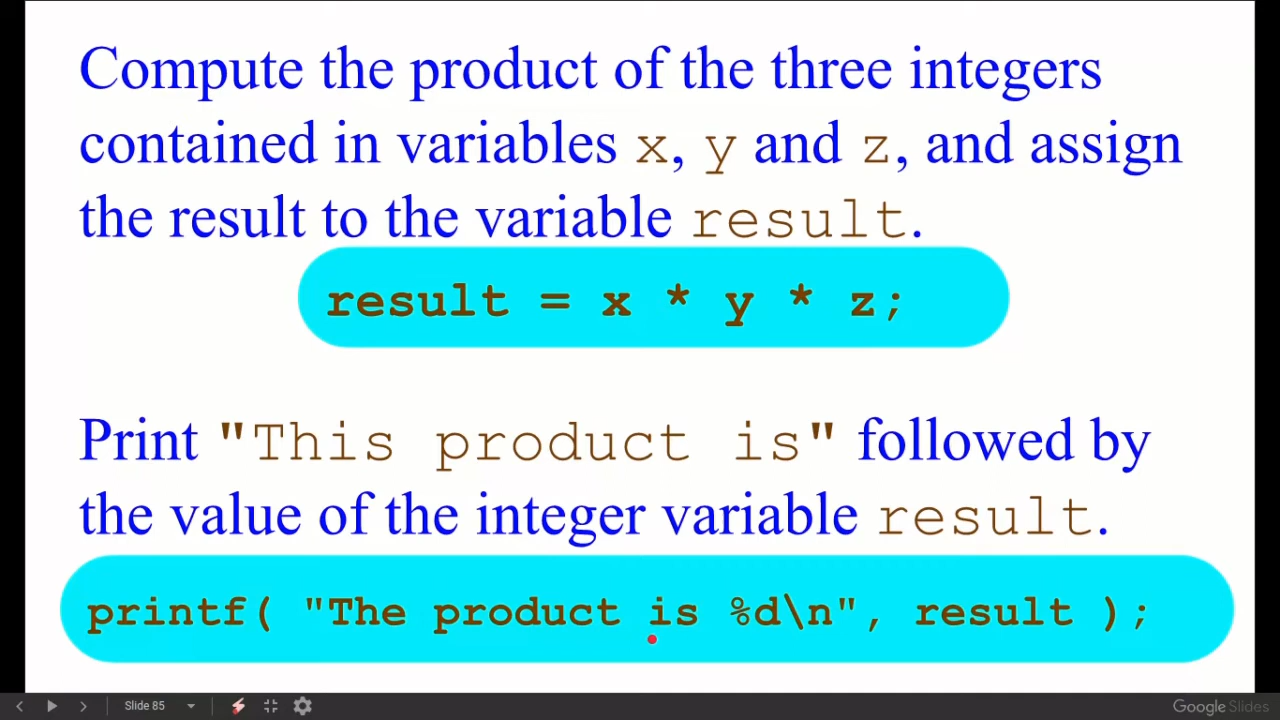 Compute the product of the three integers
contained in variables x, y and z, and assign
the result to the variable result.
result = x * y * z;
Print "This product is" followed by
the value of the integer variable result.
printf( "The product is %d\n", result );
Slide 85
Google Slides